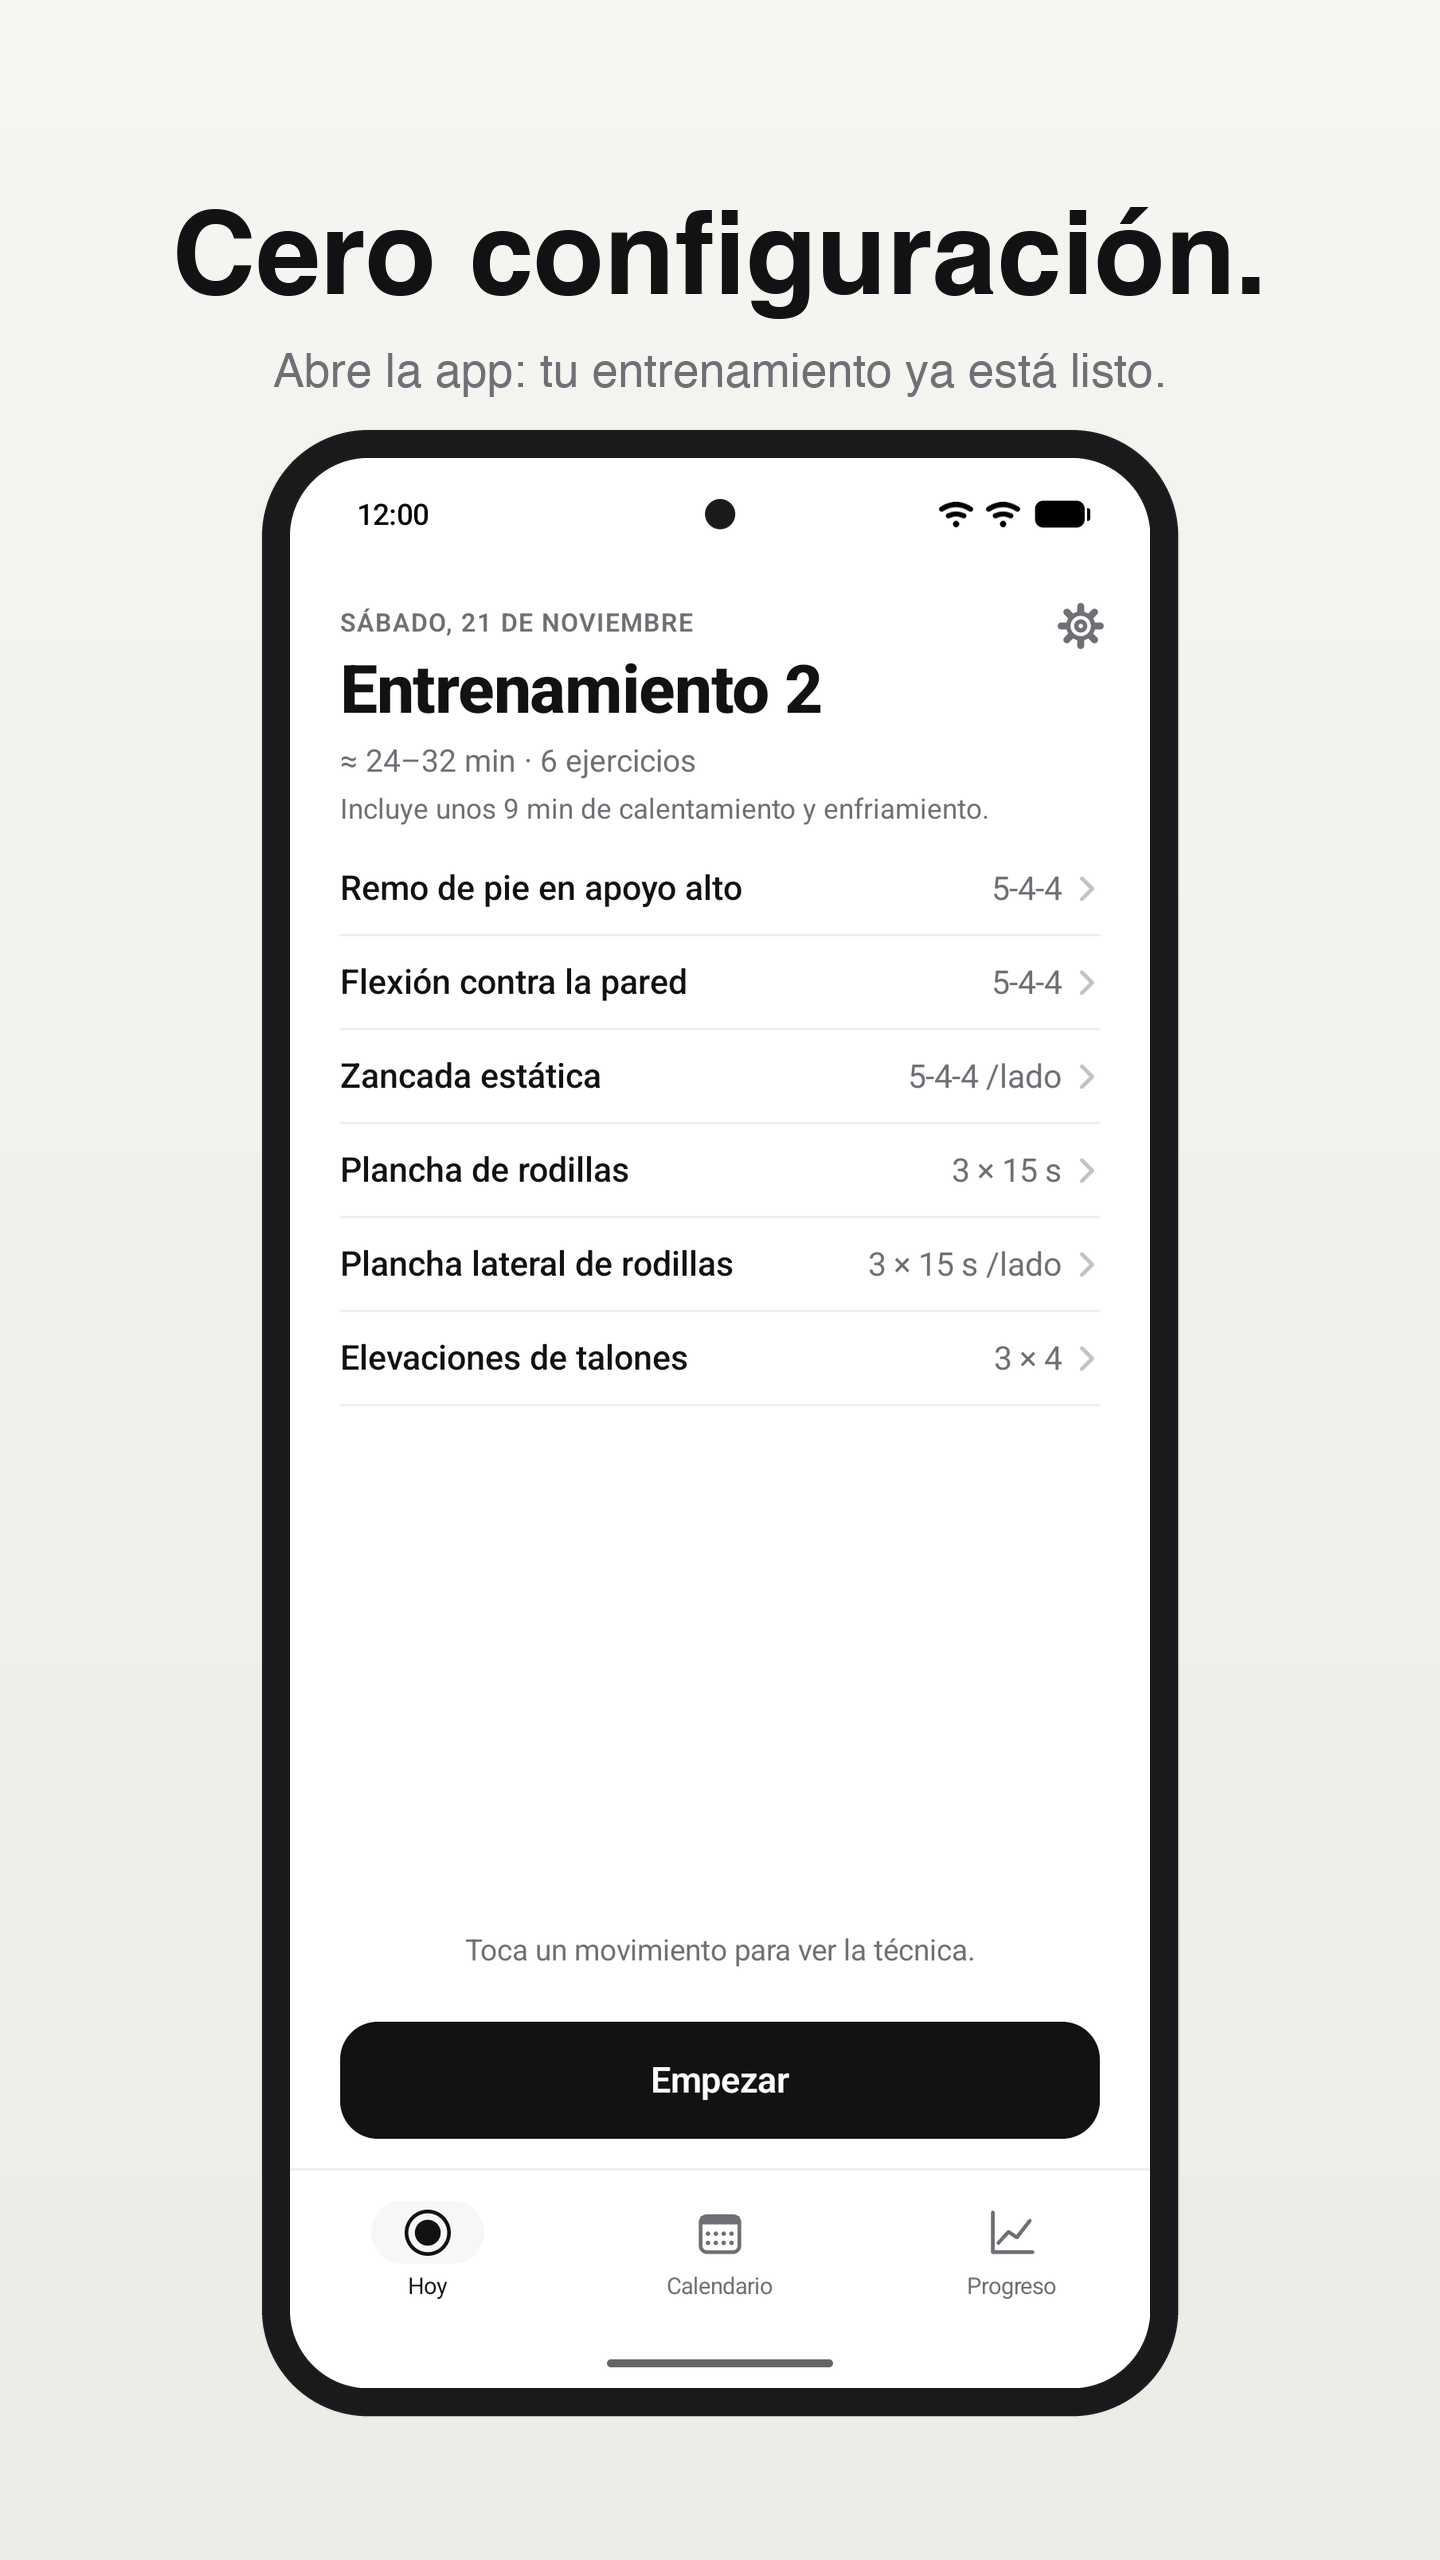 Cero configuración.
Abre la app: tu entrenamiento ya está listo.
12:00
SÁBADO, 21 DE NOVIEMBRE
Entrenamiento 2
≈ 24–32 min · 6 ejercicios
Incluye unos 9 min de calentamiento y enfriamiento.
Remo de pie en apoyo alto 5-4-4
Flexión contra la pared 5-4-4
Zancada estática 5-4-4 /lado
Plancha de rodillas 3 × 15 s
Plancha lateral de rodillas 3 × 15 s /lado
Elevaciones de talones 3 × 4
Toca un movimiento para ver la técnica.
Empezar
Hoy Calendario Progreso